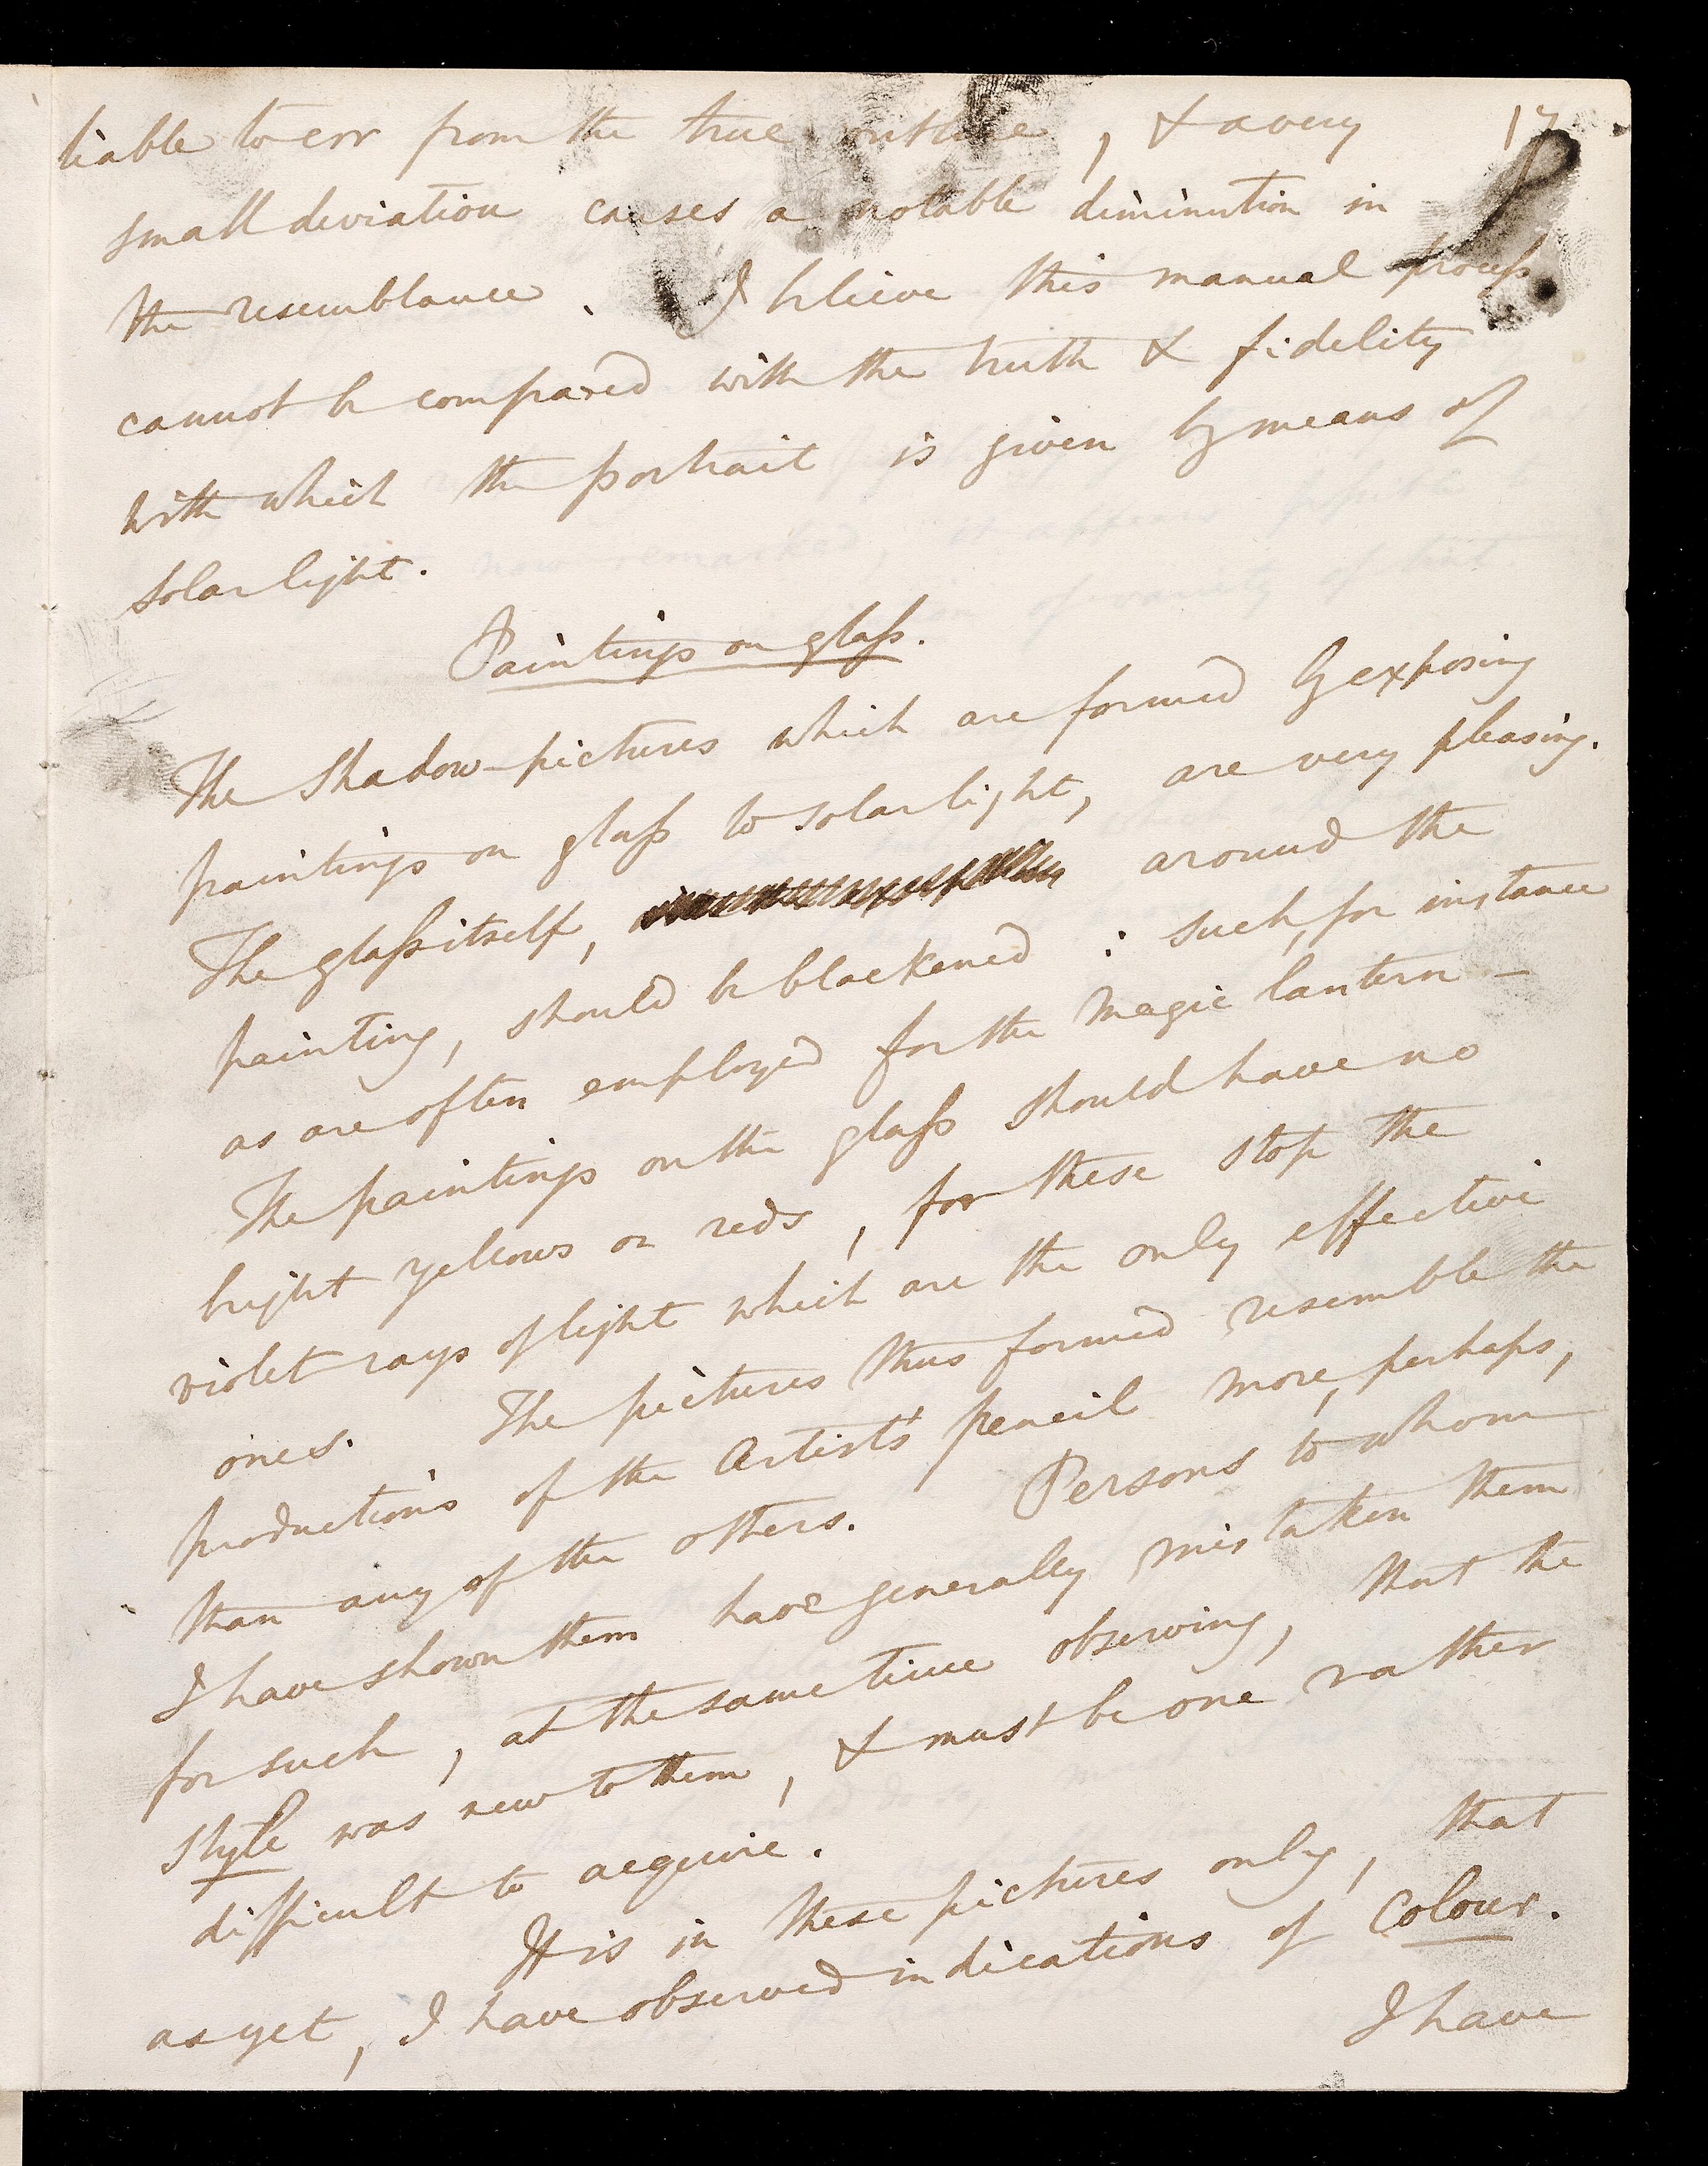 17
liable to err from the true outline, & a very
small deviation causes a notable diminution in
the resemblance. I believe this manual process
cannot be compared with the truth & fidelity
with which the portrait is given by means of
solar light.
Paintings on glass.
The Shadow-pictures which are formed by exposing
paintings on glass to solar light, are very pleasing.
The glass itself, around the
painting, should be blackened: such, for instance
as are often employed for the magic lantern —
The paintings on the glass should have no
bright yellows or reds, for these stop the
violet rays of light which are the only effective
ones. The pictures thus formed resemble the
productions of the Artist's pencil more, perhaps,
than any of the others. Persons to whom
I have shown them have generally mistaken them
for such, at the same time observing, that the
style was new to them, & must be one rather
difficult to acquire.
It is in these pictures only, that
as yet, I have observed indications of Colour.
I have